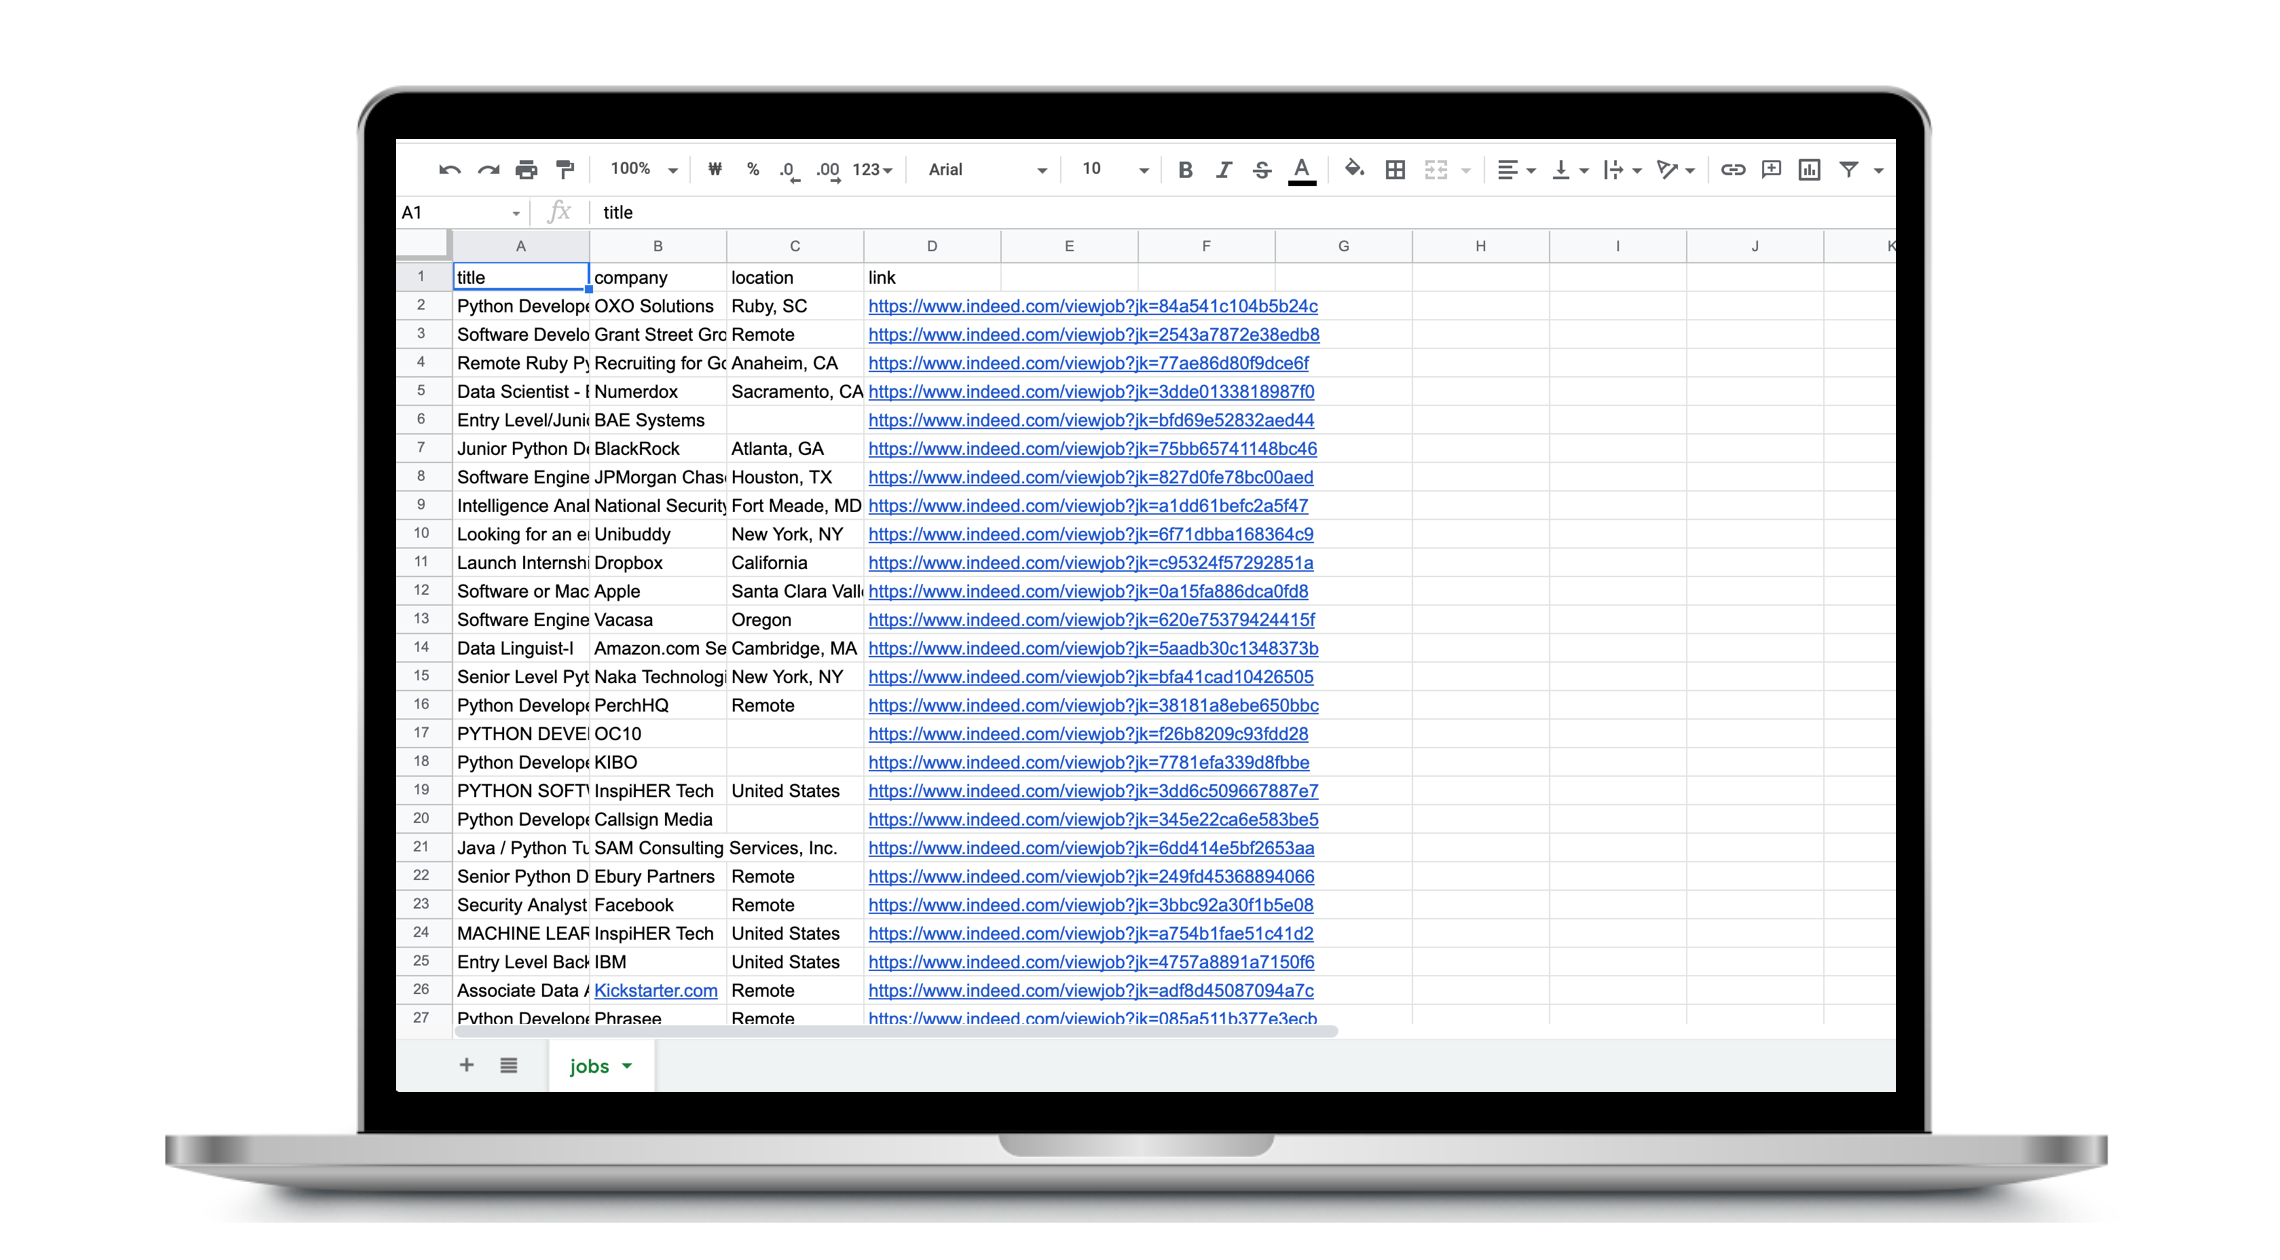 100% ₩ % .0 .00 123 Arial 10 B I S A
A1 fx title
A B C D E F G H I J K
1 title company location link
2 Python Develope OXO Solutions Ruby, SC https://www.indeed.com/viewjob?jk=84a541c104b5b24c
3 Software Develo Grant Street Gro Remote https://www.indeed.com/viewjob?jk=2543a7872e38edb8
4 Remote Ruby Py Recruiting for Go Anaheim, CA https://www.indeed.com/viewjob?jk=77ae86d80f9dce6f
5 Data Scientist - Numerdox Sacramento, CA https://www.indeed.com/viewjob?jk=3dde0133818987f0
6 Entry Level/Junio BAE Systems https://www.indeed.com/viewjob?jk=bfd69e52832aed44
7 Junior Python De BlackRock Atlanta, GA https://www.indeed.com/viewjob?jk=75bb65741148bc46
8 Software Engine JPMorgan Chas Houston, TX https://www.indeed.com/viewjob?jk=827d0fe78bc00aed
9 Intelligence Anal National Security Fort Meade, MD https://www.indeed.com/viewjob?jk=a1dd61befc2a5f47
10 Looking for an e Unibuddy New York, NY https://www.indeed.com/viewjob?jk=6f71dbba168364c9
11 Launch Internshi Dropbox California https://www.indeed.com/viewjob?jk=c95324f57292851a
12 Software or Mac Apple Santa Clara Vall https://www.indeed.com/viewjob?jk=0a15fa886dca0fd8
13 Software Engine Vacasa Oregon https://www.indeed.com/viewjob?jk=620e75379424415f
14 Data Linguist-I Amazon.com Se Cambridge, MA https://www.indeed.com/viewjob?jk=5aadb30c1348373b
15 Senior Level Pyt Naka Technologi New York, NY https://www.indeed.com/viewjob?jk=bfa41cad10426505
16 Python Develope PerchHQ Remote https://www.indeed.com/viewjob?jk=38181a8ebe650bbc
17 PYTHON DEVE OC10 https://www.indeed.com/viewjob?jk=f26b8209c93fdd28
18 Python Develope KIBO https://www.indeed.com/viewjob?jk=7781efa339d8fbbe
19 PYTHON SOFT InspiHER Tech United States https://www.indeed.com/viewjob?jk=3dd6c509667887e7
20 Python Develope Callsign Media https://www.indeed.com/viewjob?jk=345e22ca6e583be5
21 Java / Python Tu SAM Consulting Services, Inc. https://www.indeed.com/viewjob?jk=6dd414e5bf2653aa
22 Senior Python D Ebury Partners Remote https://www.indeed.com/viewjob?jk=249fd45368894066
23 Security Analyst Facebook Remote https://www.indeed.com/viewjob?jk=3bbc92a30f1b5e08
24 MACHINE LEAR InspiHER Tech United States https://www.indeed.com/viewjob?jk=a754b1fae51c41d2
25 Entry Level Back IBM United States https://www.indeed.com/viewjob?jk=4757a8891a7150f6
26 Associate Data A Kickstarter.com Remote https://www.indeed.com/viewjob?jk=adf8d45087094a7c
27 Python Develope Phrasee Remote https://www.indeed.com/viewjob?jk=085a511b377e3ecb
jobs